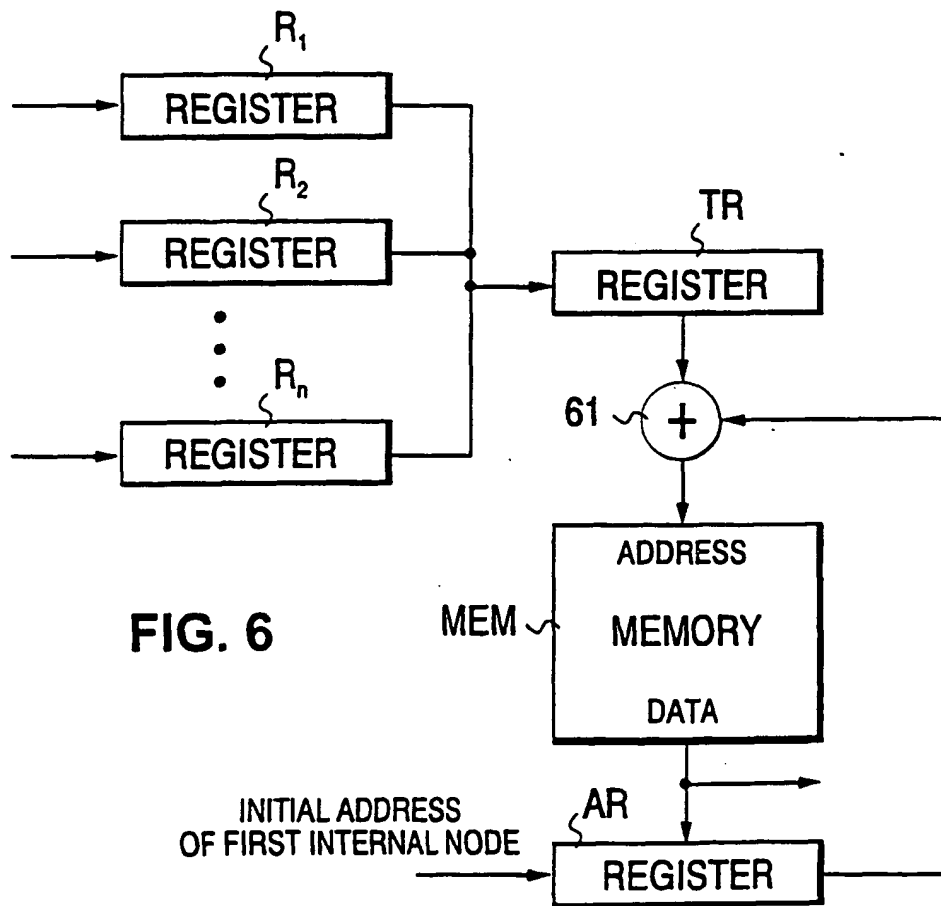 R1
REGISTER
R2
REGISTER
TR
REGISTER
Rn
REGISTER
61
+
ADDRESS
MEM
MEMORY
DATA
FIG. 6
INITIAL ADDRESS
OF FIRST INTERNAL NODE
AR
REGISTER